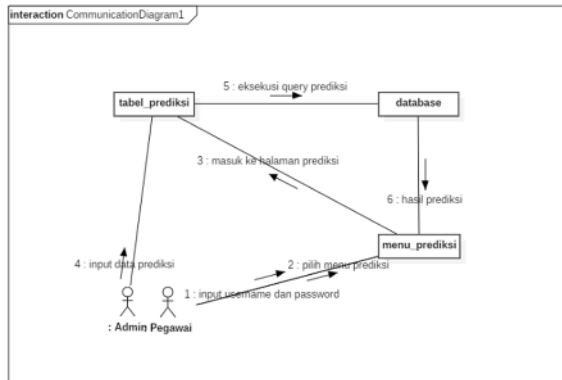 interaction CommunicationDiagram1
5 : eksekusi query prediksi
tabel_prediksi
database
3 : masuk ke halaman prediksi
6 : hasil prediksi
menu_prediksi
4 : input data prediksi
2 : pilih menu prediksi
1 : input username dan password
: Admin
: Pegawai